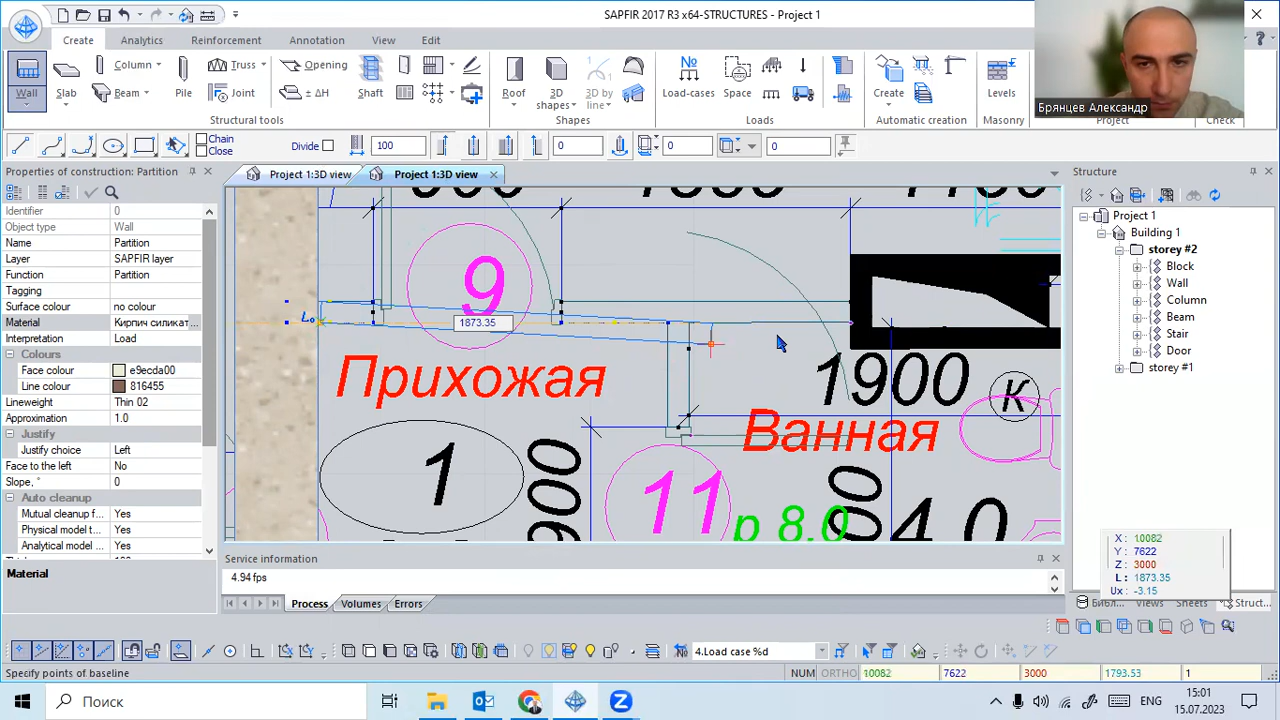 SAPFIR 2017 R3 x64-STRUCTURES - Project 1
Create Analytics Reinforcement Annotation View Edit
Wall Slab Column Beam Pile Truss Joint Opening ± ΔH Shaft Roof 3D shapes 3D by line Load-cases Space Create Levels
Structural tools Shapes Loads Automatic creation Masonry Project Check
Брянцев Александр
Chain
Close
Divide 100 0 0 0
Properties of construction: Partition
Project 1:3D view Project 1:3D view
Structure
Identifier 0
Object type Wall
Name Partition
Layer SAPFIR layer
Function Partition
Tagging
Surface colour no colour
Material Кирпич силикат...
Interpretation Load
Colours
Face colour e9ecda00
Line colour 816455
Lineweight Thin 02
Approximation 1.0
Justify
Justify choice Left
Face to the left No
Slope, ° 0
Auto cleanup
Mutual cleanup f... Yes
Physical model t... Yes
Analytical model ... Yes
Material
9
1873.35
Прихожая
1900
К
Ванная
1
900
11
р 8.0
4.0
Project 1
Building 1
storey #2
Block
Wall
Column
Beam
Stair
Door
storey #1
X: 10082
Y: 7622
Z: 3000
L: 1873.35
Ux: -3.15
Service information
4.94 fps
Process Volumes Errors
Библ... Views Sheets Struct...
4.Load case %d
Specify points of baseline NUM ORTHO 10082 7622 3000 1793.53 1
Поиск
ENG
15:01
15.07.2023